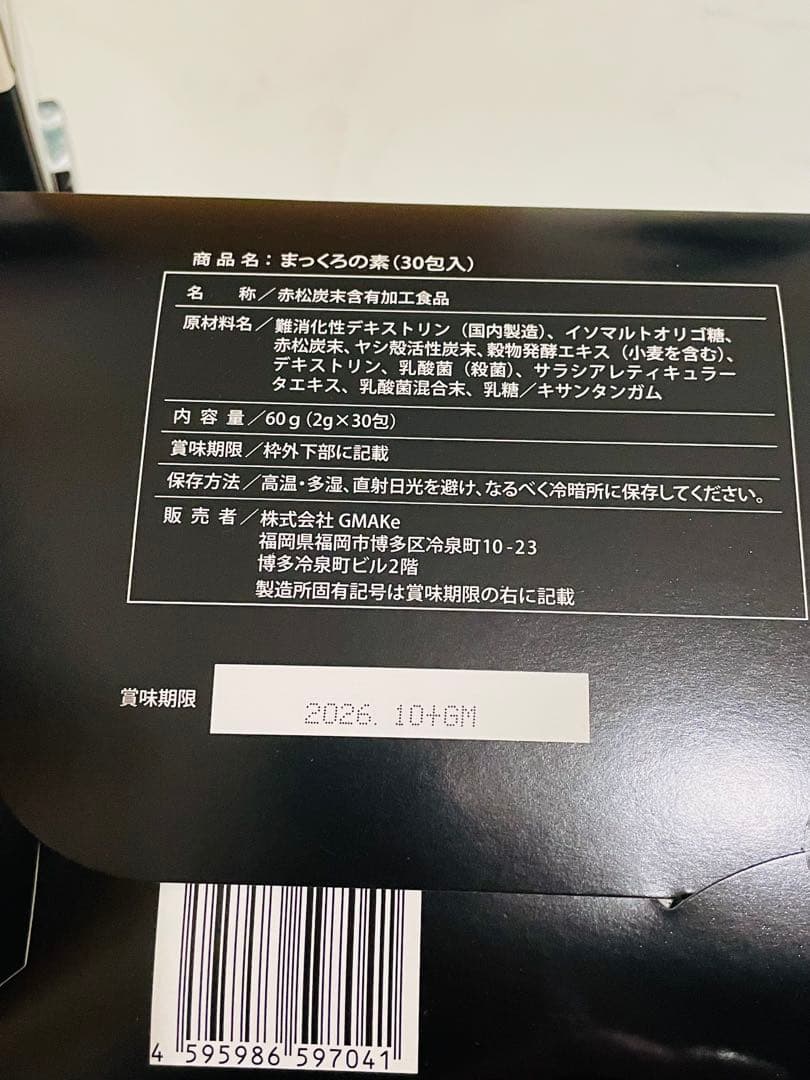 商品名：まっくろの素（30包入）
名　　称／赤松炭末含有加工食品
原材料名／難消化性デキストリン（国内製造）、イソマルトオリゴ糖、
赤松炭末、ヤシ殻活性炭末、穀物発酵エキス（小麦を含む）、
デキストリン、乳酸菌（殺菌）、サラシアレティキュラー
タエキス、乳酸菌混合末、乳糖／キサンタンガム
内 容 量／60ｇ（2g×30包）
賞味期限／枠外下部に記載
保存方法／高温・多湿、直射日光を避け、なるべく冷暗所に保存してください。
販 売 者／株式会社 GMAKe
福岡県福岡市博多区冷泉町10-23
博多冷泉町ビル2階
製造所固有記号は賞味期限の右に記載
賞味期限 2026. 10+GM
4 595986 597041